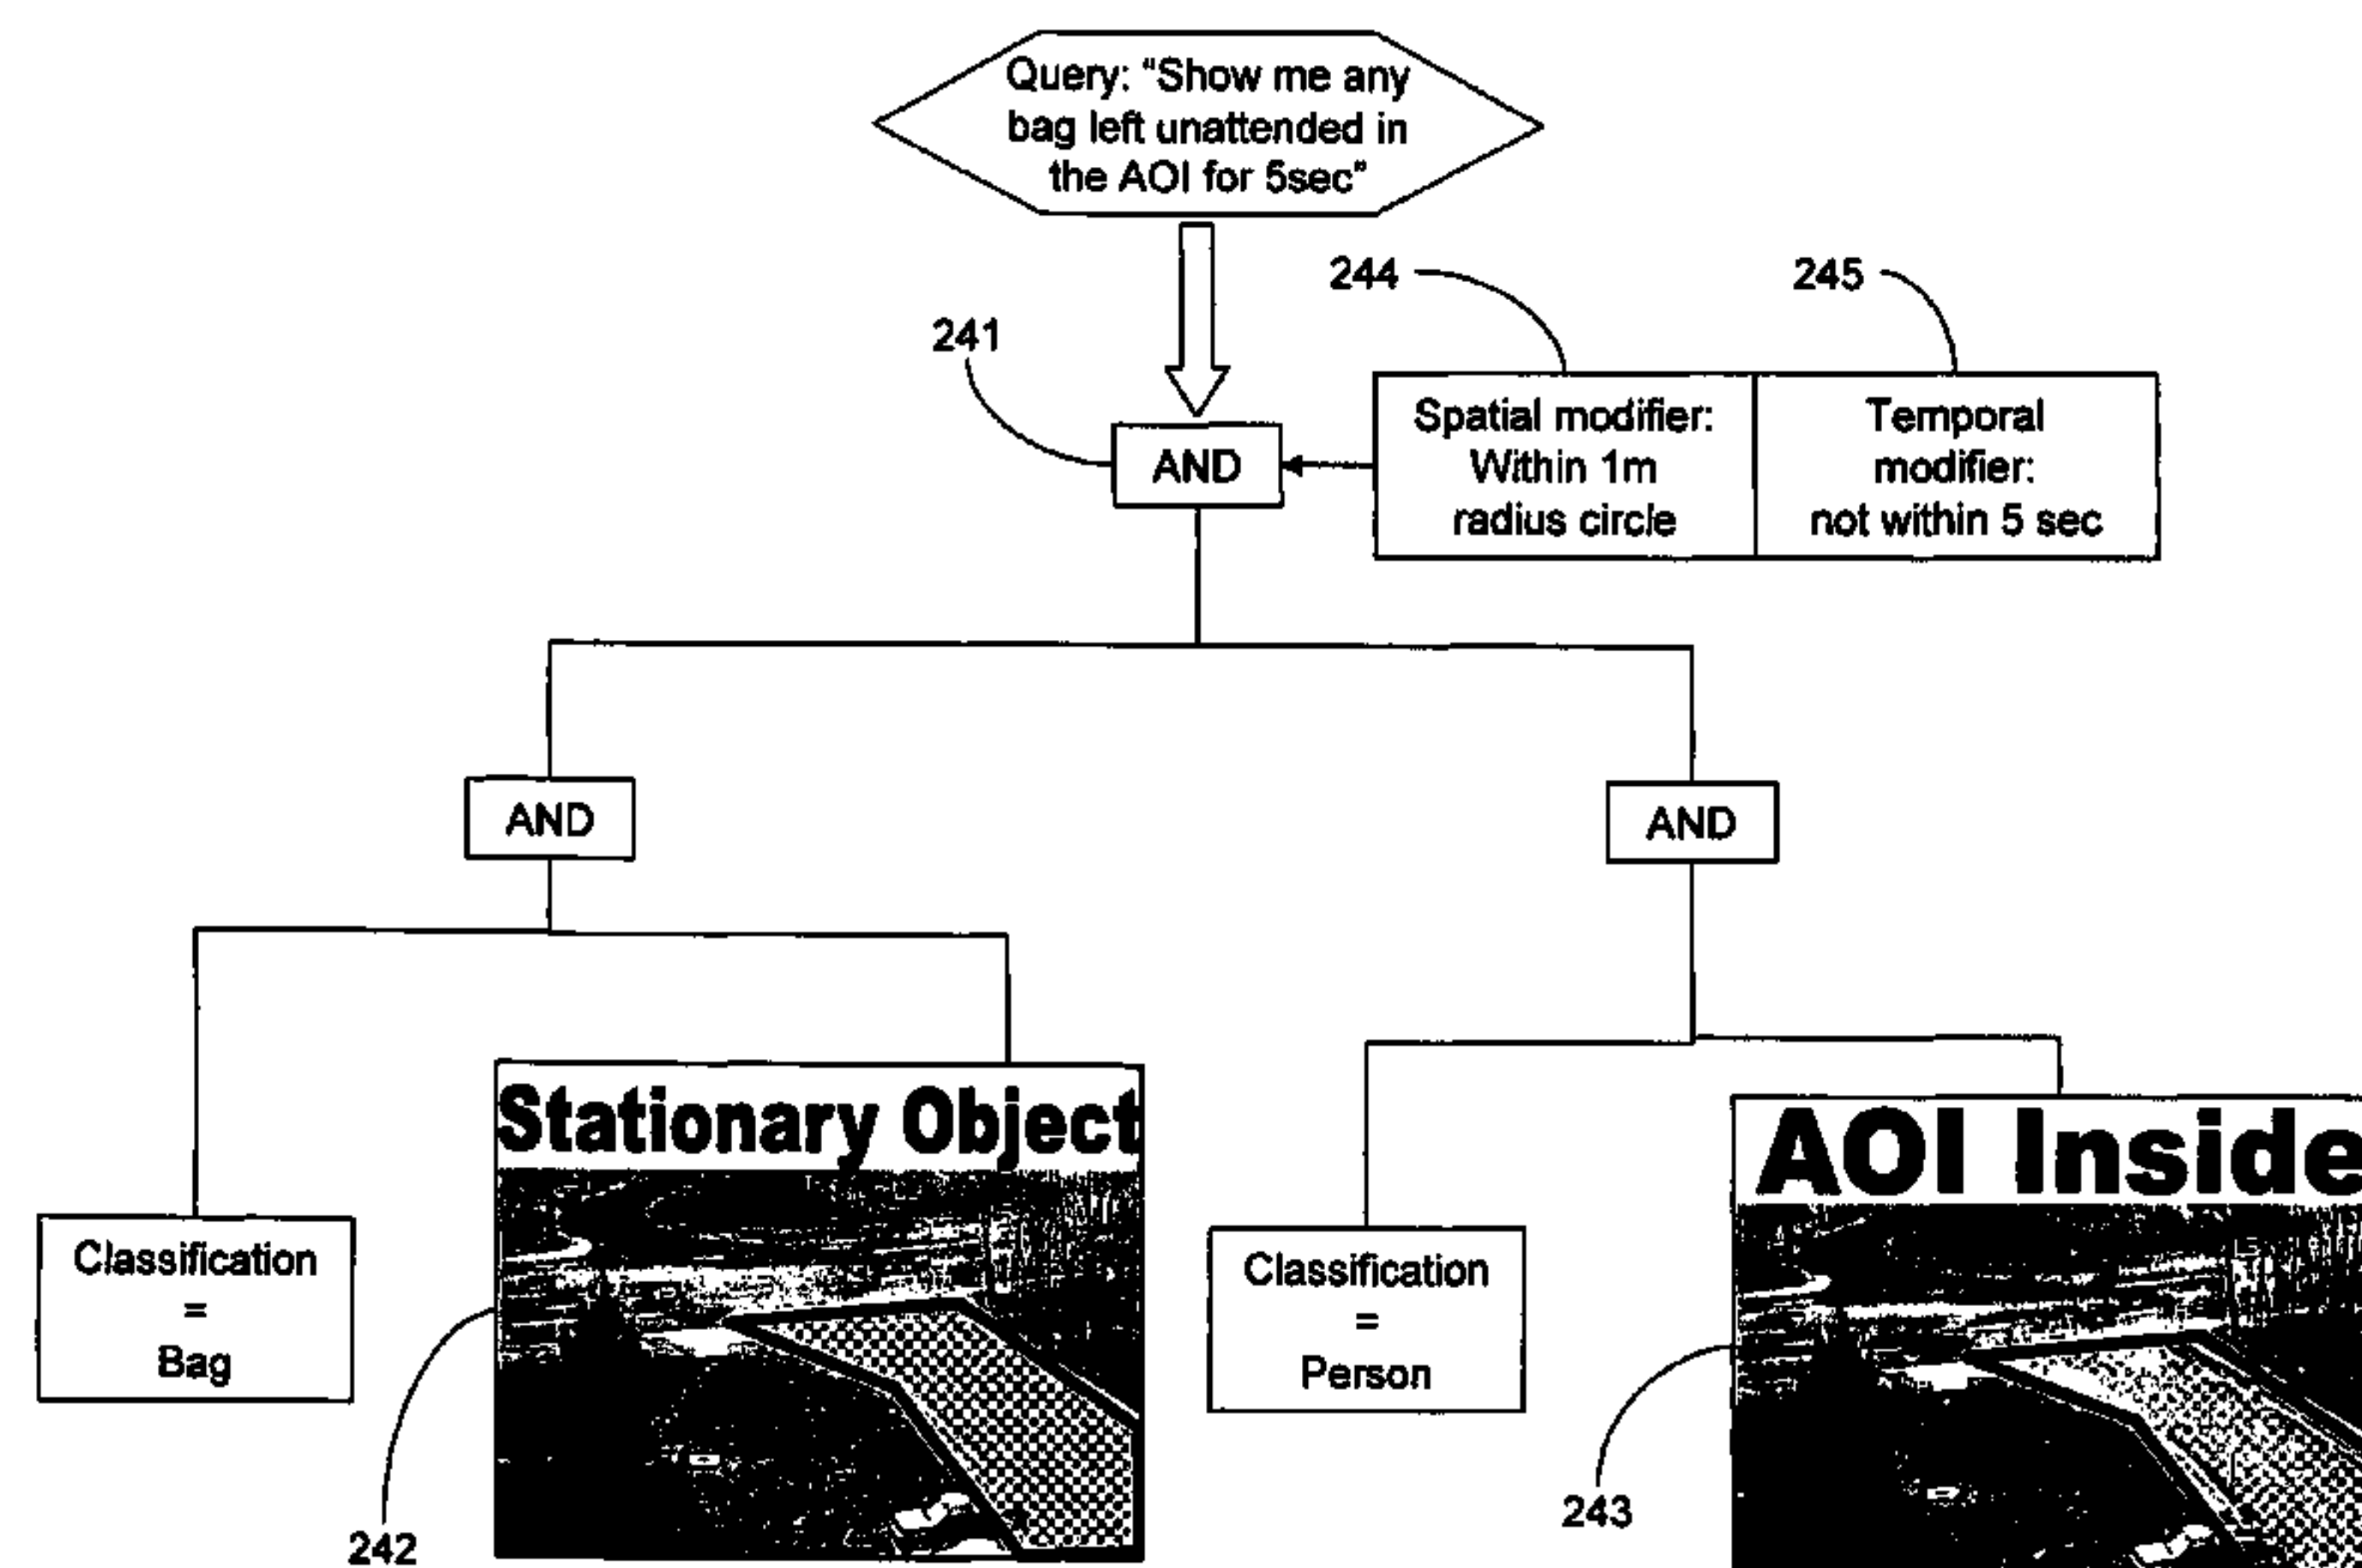 Query: "Show me any
bag left unattended in
the AOI for 5sec"
244
245
241
AND
Spatial modifier:
Within 1m
radius circle
Temporal
modifier:
not within 5 sec
AND
AND
Stationary Object
AOI Inside
Classification
=
Bag
Classification
=
Person
242
243